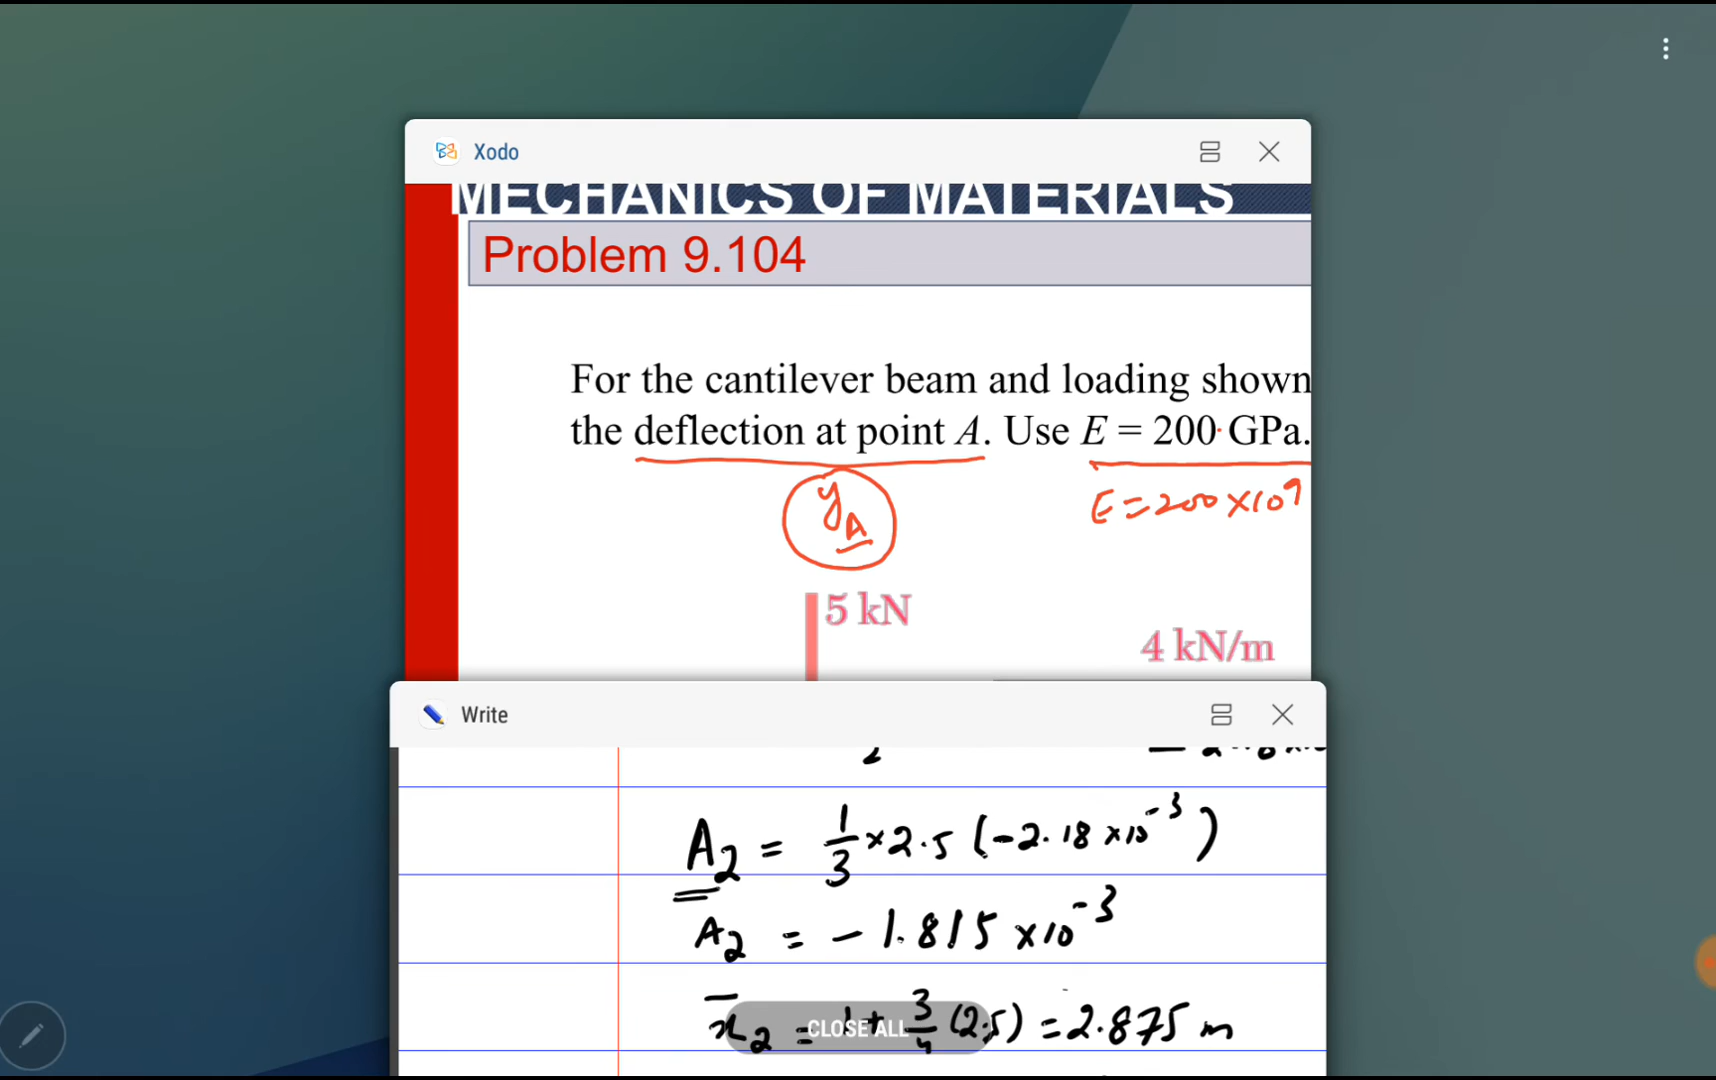 Xodo
MECHANICS OF MATERIALS
Problem 9.104
For the cantilever beam and loading shown
the deflection at point A. Use E = 200 GPa.
y_A
E = 200 × 10⁹
5 kN
4 kN/m
Write
2
A₂ = 1/3 × 2.5 (-2.18 × 10⁻³)
A₂ = - 1.815 × 10⁻³
x̄₂ = 1 + 3/4 (2.5) = 2.875 m
CLOSE ALL